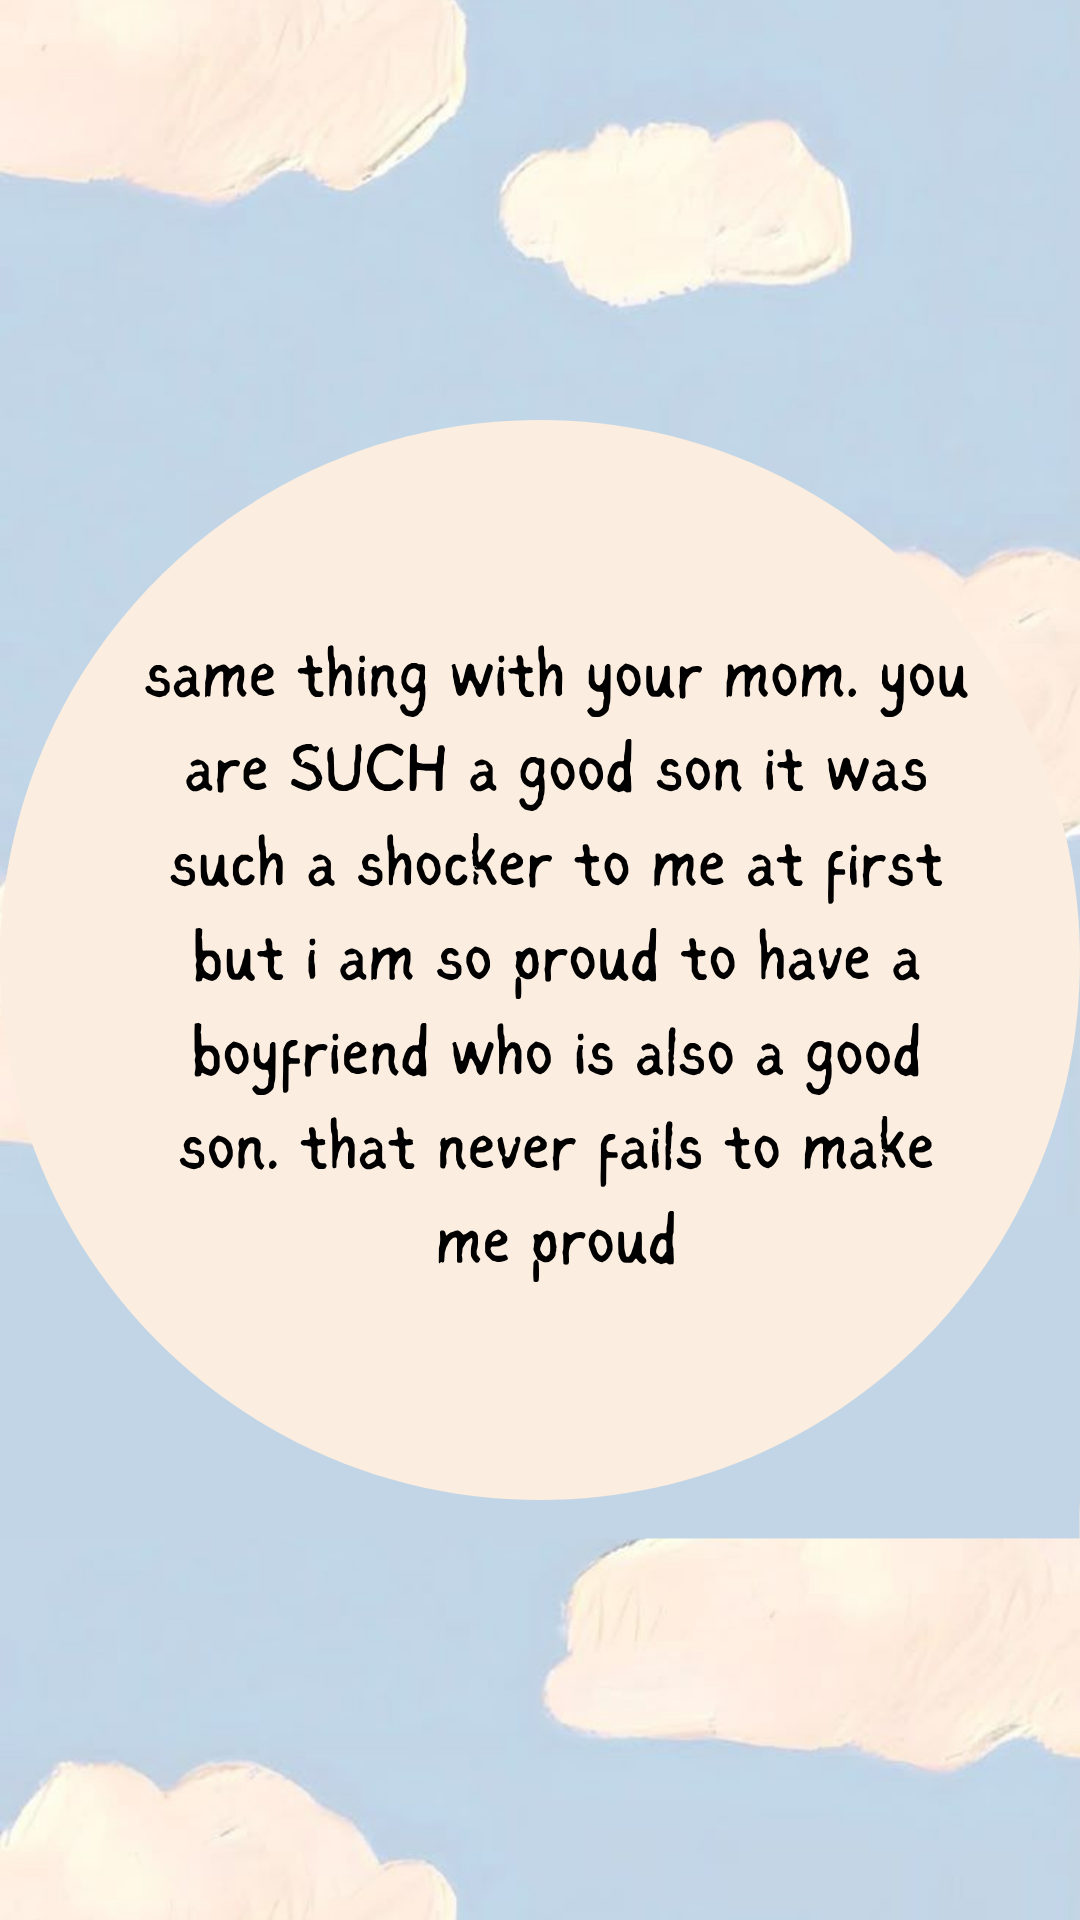 same thing with your mom. you
are SUCH a good son it was
such a shocker to me at first
but i am so proud to have a
boyfriend who is also a good
son. that never fails to make
me proud